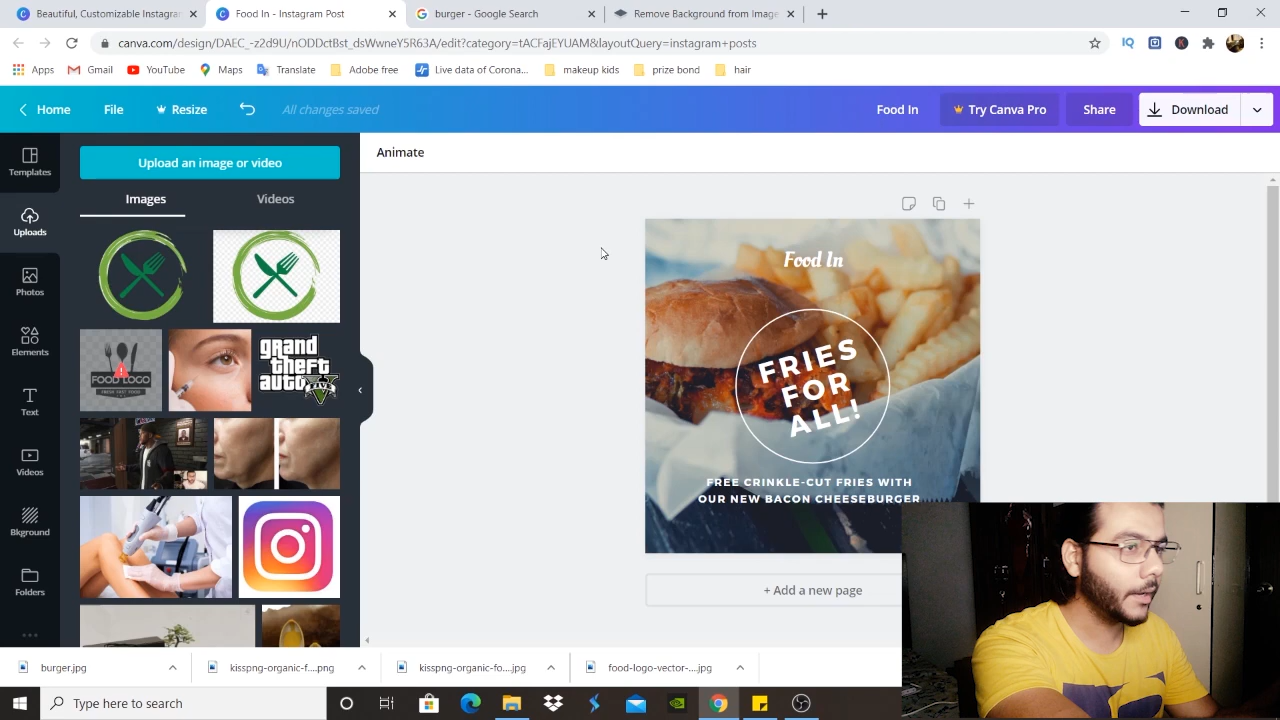 Beautiful, Customizable Instagram
Food In - Instagram Post
burger - Google Search
Remove Background from Image
canva.com/design/DAEC_-z2d9U/nODDctBst_dsWwneY5R63A/edit?category=tACFajEYUAM&layoutQuery=instagram+posts
Apps
Gmail
YouTube
Maps
Translate
Adobe free
Live data of Corona...
makeup kids
prize bond
hair
Home
File
Resize
All changes saved
Food In
Try Canva Pro
Share
Download
Templates
Uploads
Photos
Elements
Text
Videos
Bkground
Folders
Upload an image or video
Images
Videos
FOOD LOGO
grand
theft
auto
FIVE
Animate
Food In
FRIES
FOR
ALL!
FREE CRINKLE-CUT FRIES WITH
OUR NEW BACON CHEESEBURGER
+ Add a new page
burger.jpg
kisspng-organic-f....png
kisspng-organic-fo....jpg
food-logo-vector-....jpg
Type here to search